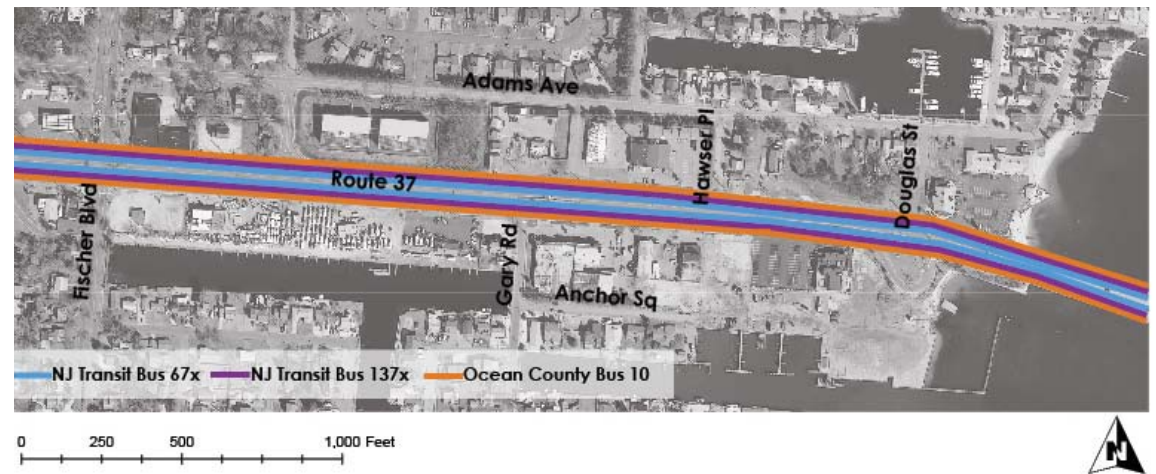 Adams Ave
Hawser Pl
Douglas St
Route 37
Fischer Blvd
Gary Rd
Anchor Sq
NJ Transit Bus 67x NJ Transit Bus 137x Ocean County Bus 10
0 250 500 1,000 Feet
N